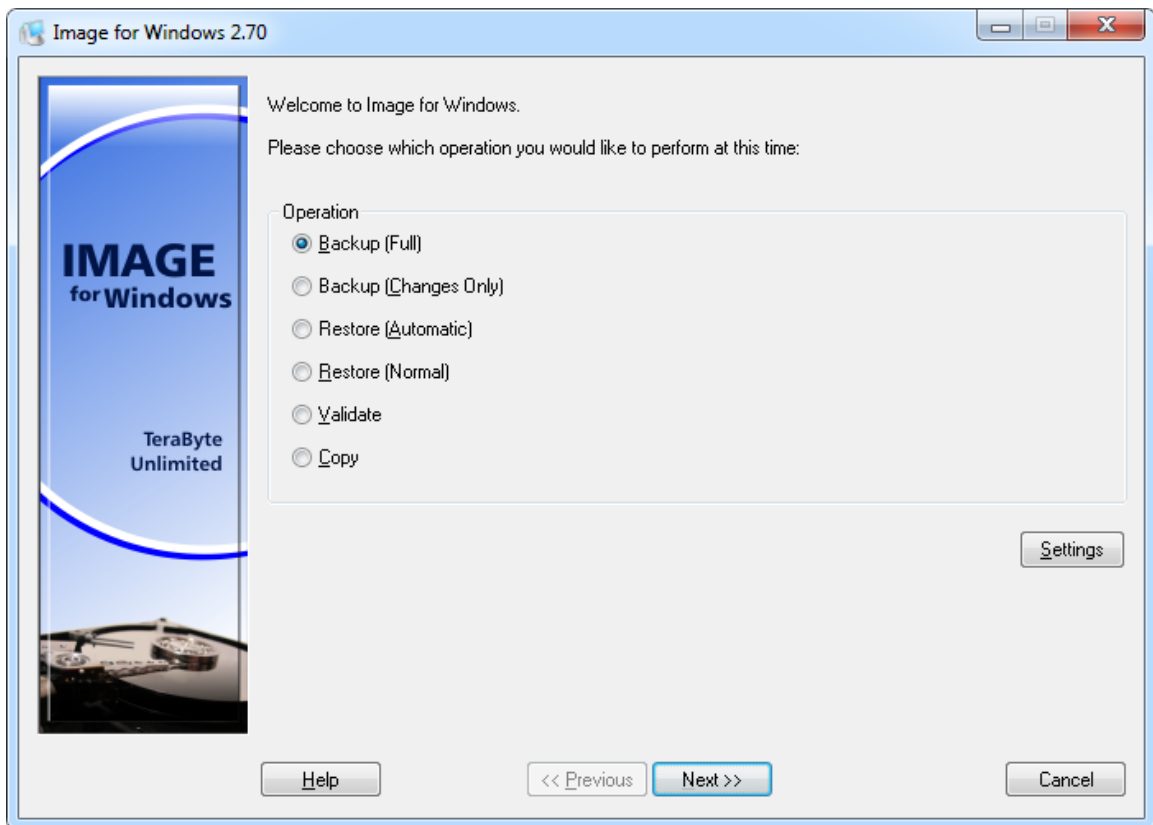 Image for Windows 2.70
IMAGE
for Windows
TeraByte
Unlimited
Welcome to Image for Windows.
Please choose which operation you would like to perform at this time:
Operation
Backup (Full)
Backup (Changes Only)
Restore (Automatic)
Restore (Normal)
Validate
Copy
Settings
Help
<< Previous
Next >>
Cancel